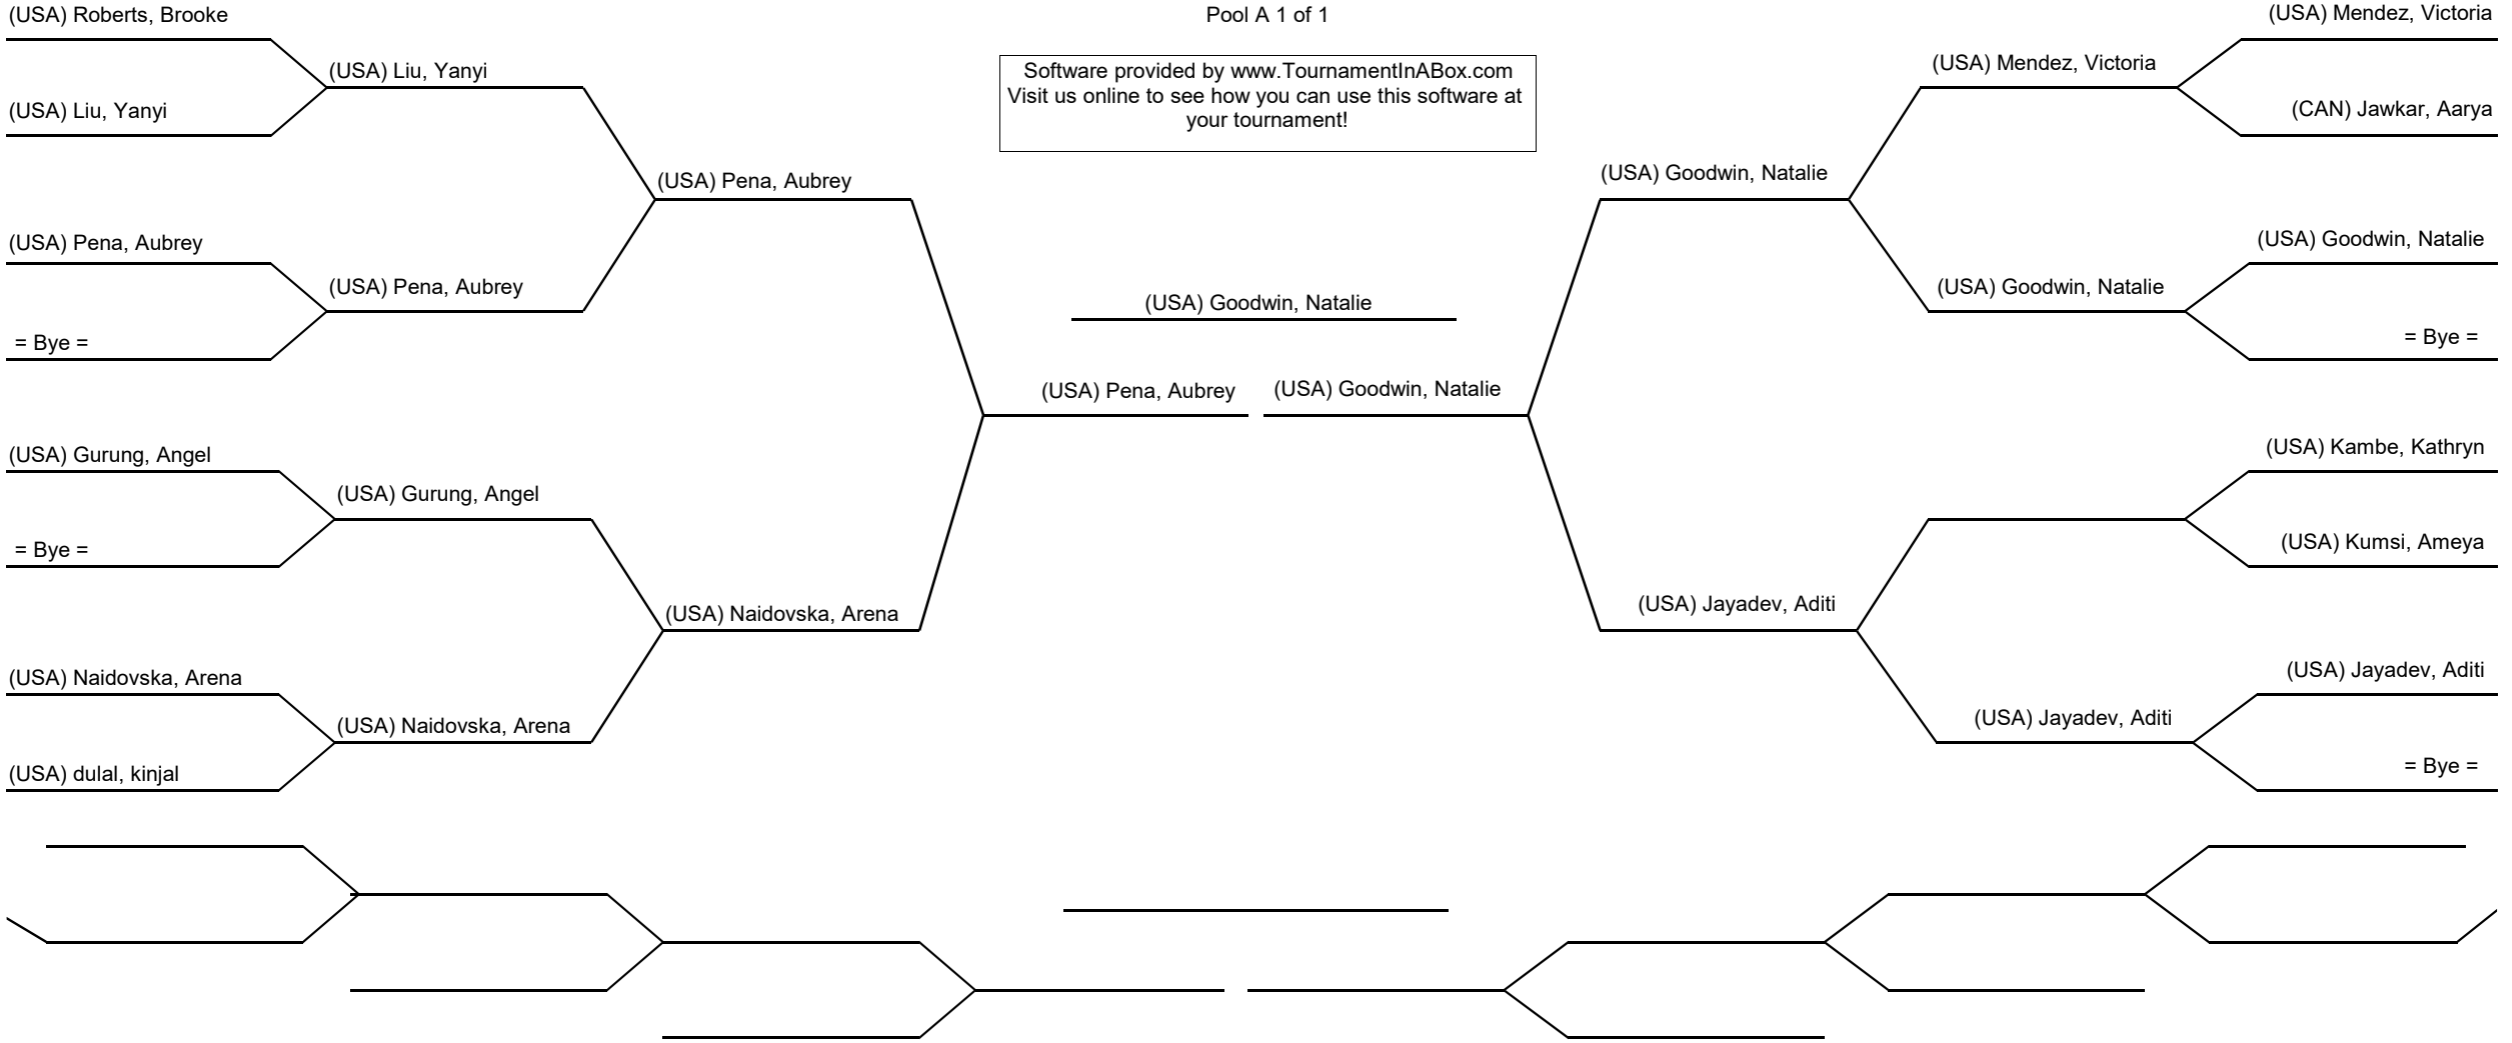 (USA) Roberts, Brooke
(USA) Liu, Yanyi
(USA) Pena, Aubrey
= Bye =
(USA) Gurung, Angel
= Bye =
(USA) Naidovska, Arena
(USA) dulal, kinjal
(USA) Liu, Yanyi
(USA) Pena, Aubrey
(USA) Gurung, Angel
(USA) Naidovska, Arena
(USA) Pena, Aubrey
(USA) Naidovska, Arena
Pool A 1 of 1
Software provided by www.TournamentInABox.com
Visit us online to see how you can use this software at
your tournament!
(USA) Goodwin, Natalie
(USA) Pena, Aubrey
(USA) Goodwin, Natalie
(USA) Goodwin, Natalie
(USA) Jayadev, Aditi
(USA) Mendez, Victoria
(USA) Goodwin, Natalie
(USA) Jayadev, Aditi
(USA) Mendez, Victoria
(CAN) Jawkar, Aarya
(USA) Goodwin, Natalie
= Bye =
(USA) Kambe, Kathryn
(USA) Kumsi, Ameya
(USA) Jayadev, Aditi
= Bye =